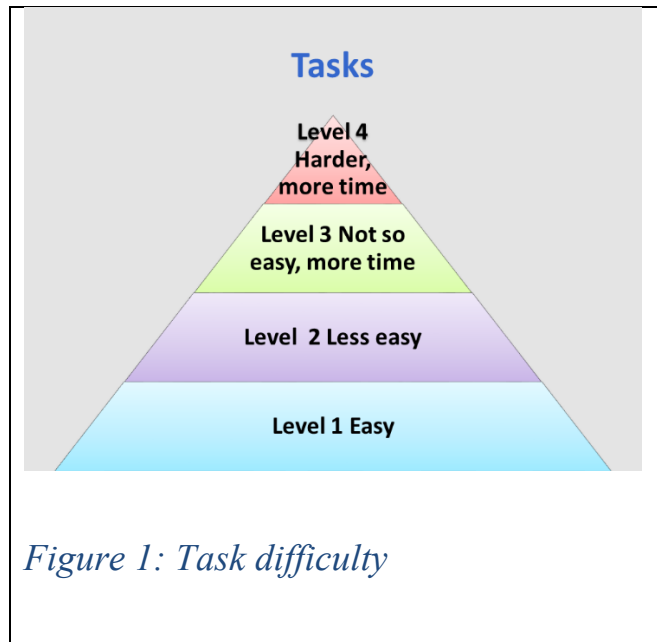 Tasks
Level 4
Harder,
more time
Level 3 Not so
easy, more time
Level  2 Less easy
Level 1 Easy
Figure 1: Task difficulty